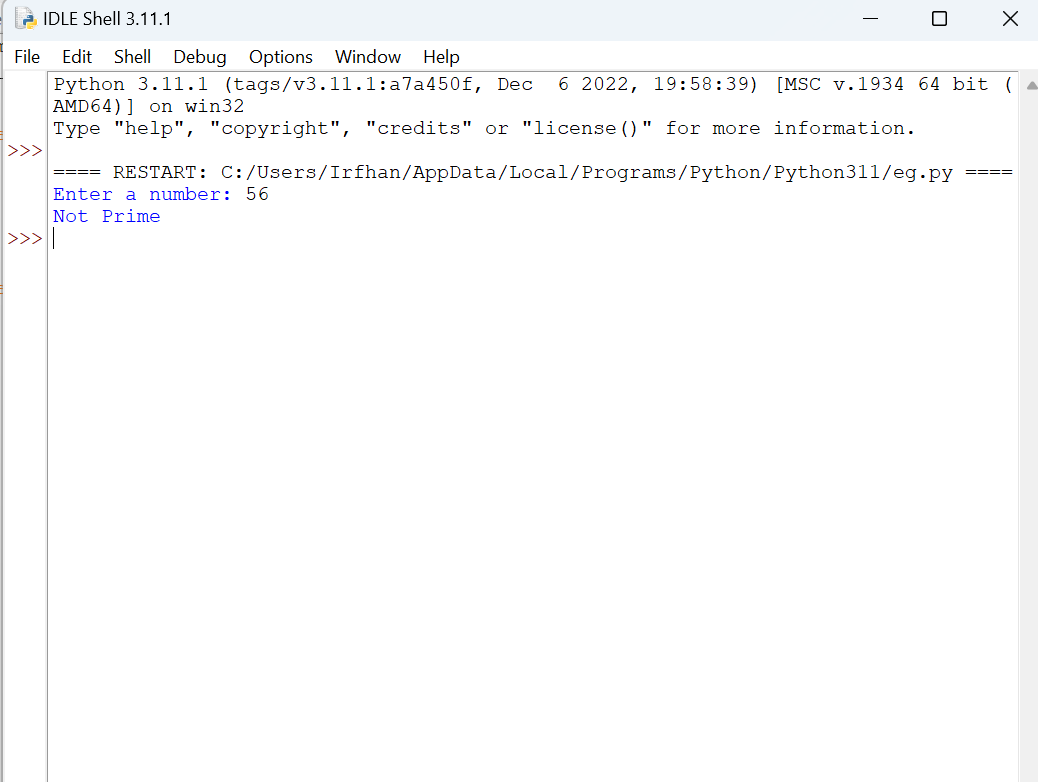 IDLE Shell 3.11.1
File Edit Shell Debug Options Window Help
Python 3.11.1 (tags/v3.11.1:a7a450f, Dec  6 2022, 19:58:39) [MSC v.1934 64 bit (
AMD64)] on win32
Type "help", "copyright", "credits" or "license()" for more information.
>>>
==== RESTART: C:/Users/Irfhan/AppData/Local/Programs/Python/Python311/eg.py ====
Enter a number: 56
Not Prime
>>>